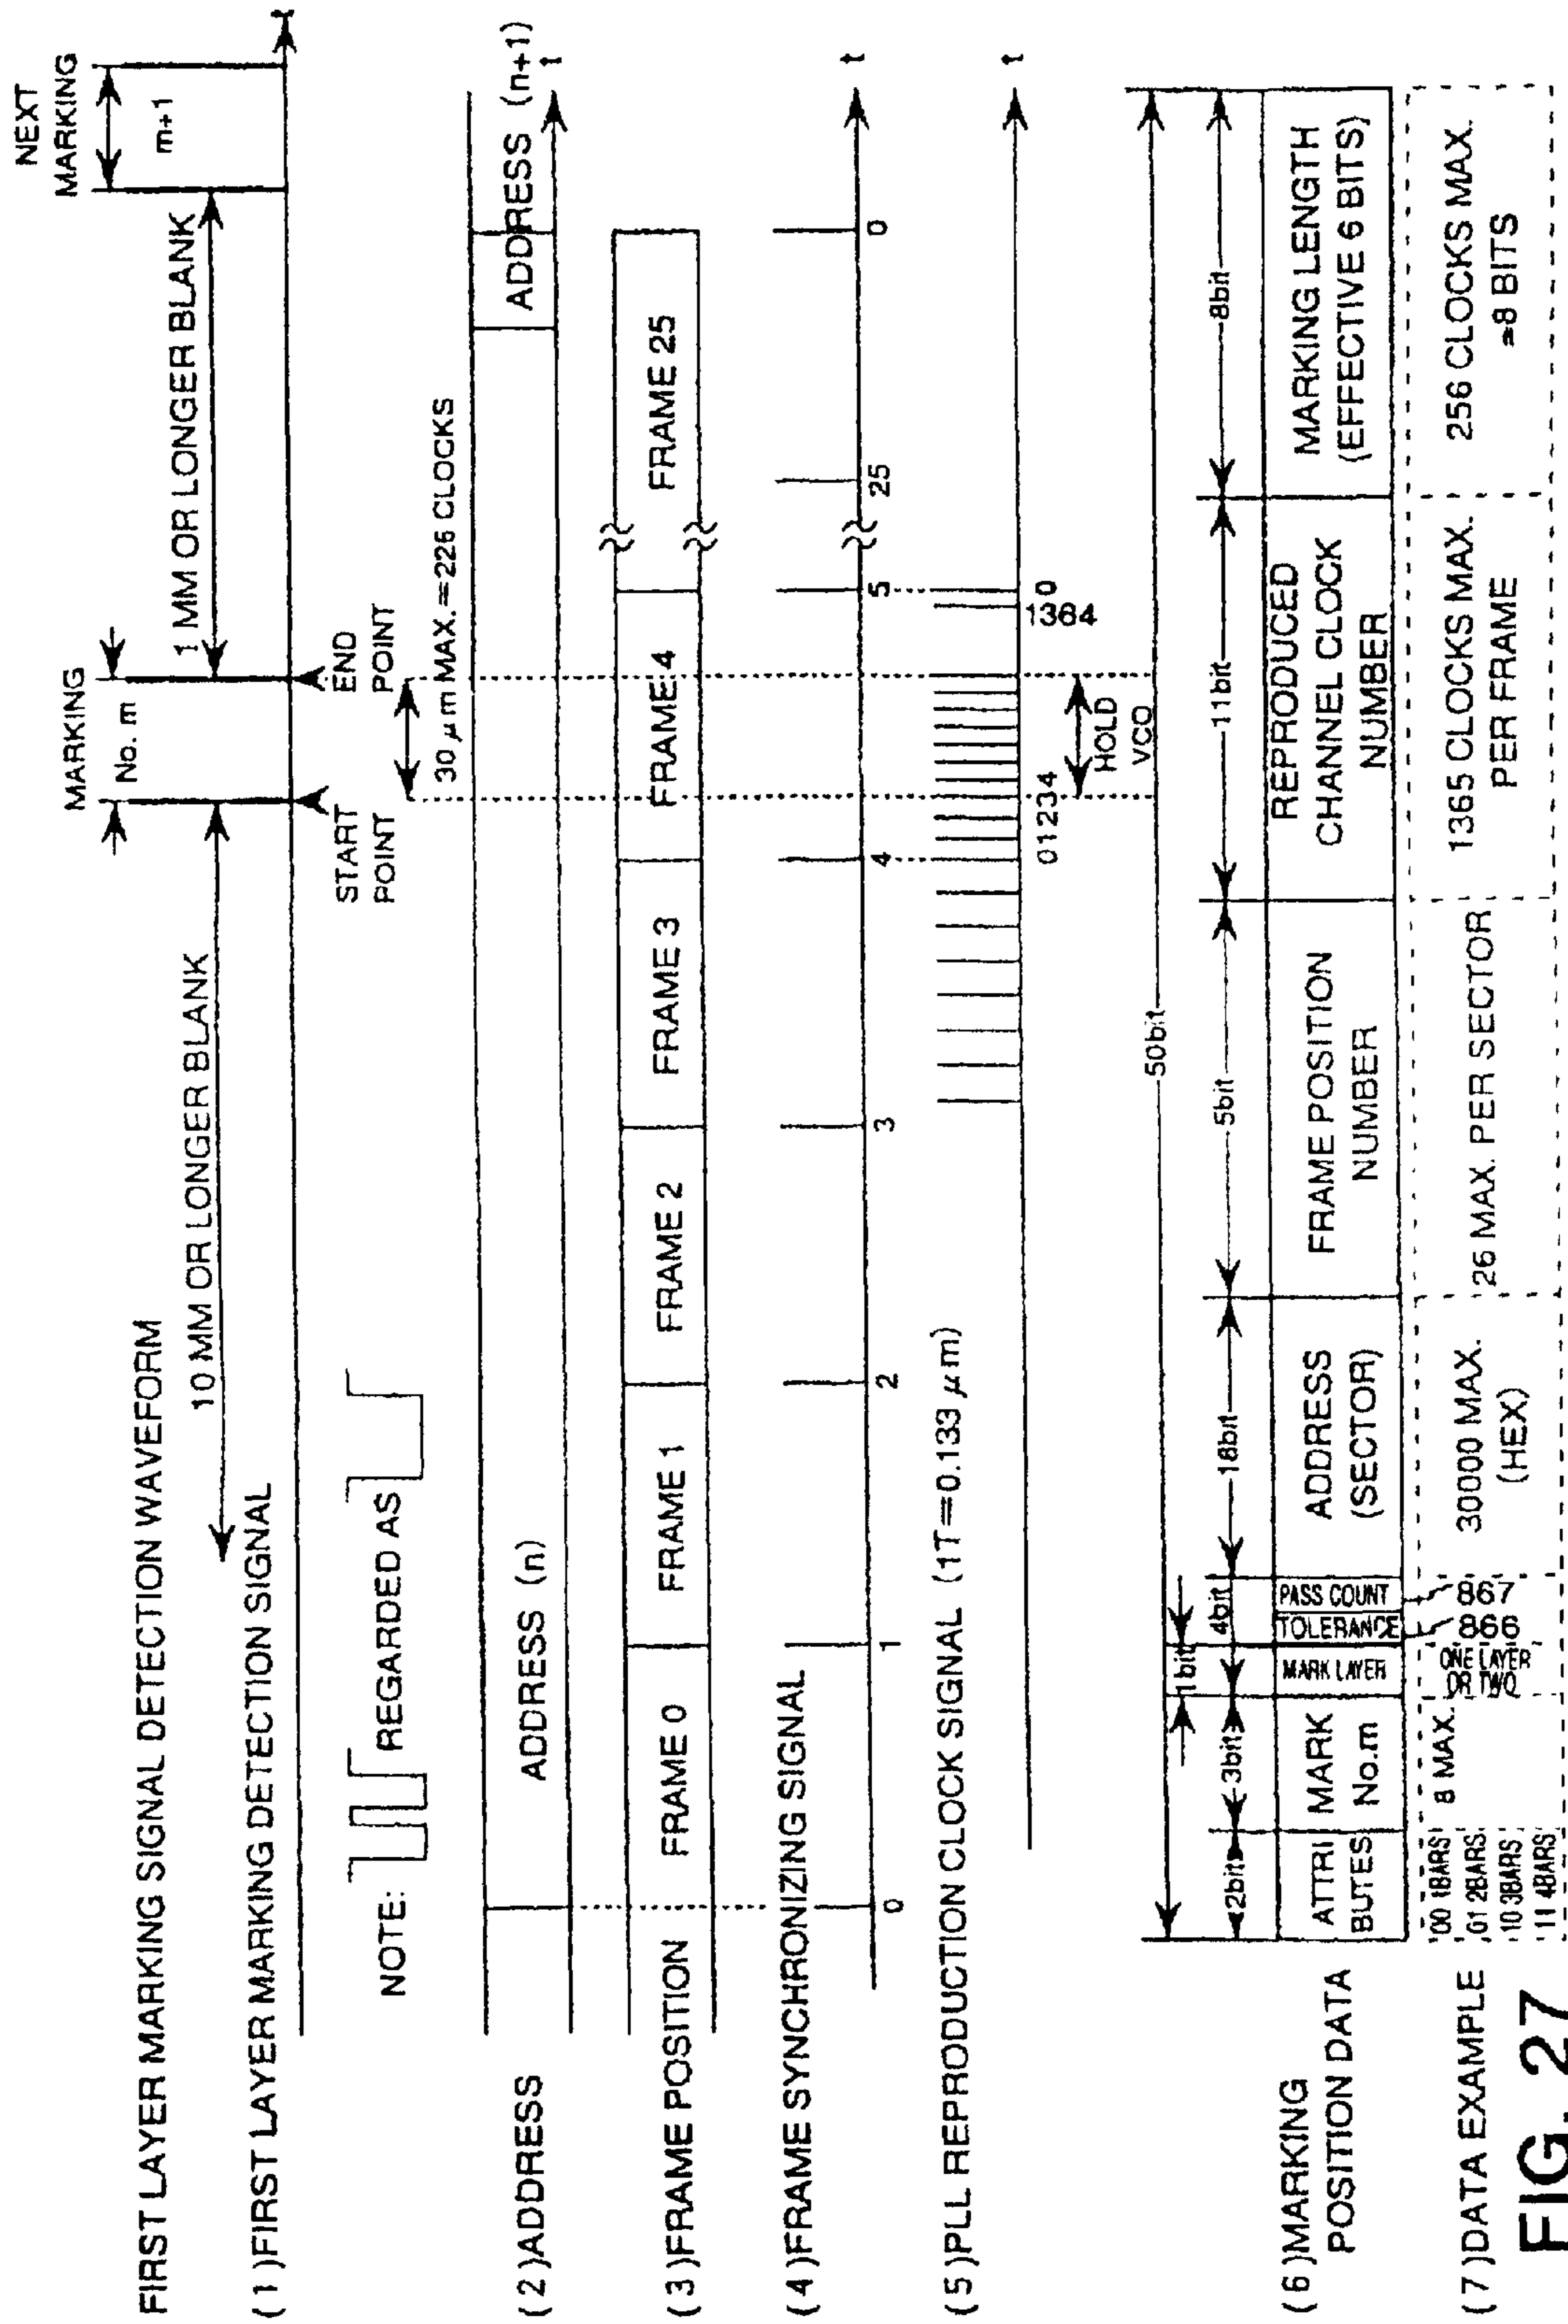 FIRST LAYER MARKING SIGNAL DETECTION WAVEFORM
10 MM OR LONGER BLANK
MARKING
No. m
1 MM OR LONGER BLANK
NEXT
MARKING
m+1
(1)FIRST LAYER MARKING DETECTION SIGNAL
t
START
POINT
END
POINT
NOTE:
REGARDED AS
30 μm MAX.=226 CLOCKS
(2)ADDRESS
ADDRESS (n)
ADDRESS (n+1)
t
(3)FRAME POSITION
FRAME 0
FRAME 1
FRAME 2
FRAME 3
FRAME 4
FRAME 25
(4)FRAME SYNCHRONIZING SIGNAL
t
0
1
2
3
4
5
25
0
(5)PLL REPRODUCTION CLOCK SIGNAL (1T=0.133 μm)
t
01234
1364
0
HOLD
VCO
50bit
2bit
3bit
1bit
4bit
18bit
5bit
11bit
8bit
(6)MARKING
POSITION DATA
ATTRI
BUTES
MARK
No.m
MARK LAYER
TOLERANCE
PASS COUNT
ADDRESS
(SECTOR)
FRAME POSITION
NUMBER
REPRODUCED
CHANNEL CLOCK
NUMBER
MARKING LENGTH
(EFFECTIVE 6 BITS)
(7)DATA EXAMPLE
00 1BARS
01 2BARS
10 3BARS
11 4BARS
8 MAX.
ONE LAYER
OR TWO
866
867
30000 MAX.
(HEX)
26 MAX. PER SECTOR
1365 CLOCKS MAX.
PER FRAME
256 CLOCKS MAX.
=8 BITS
FIG. 27